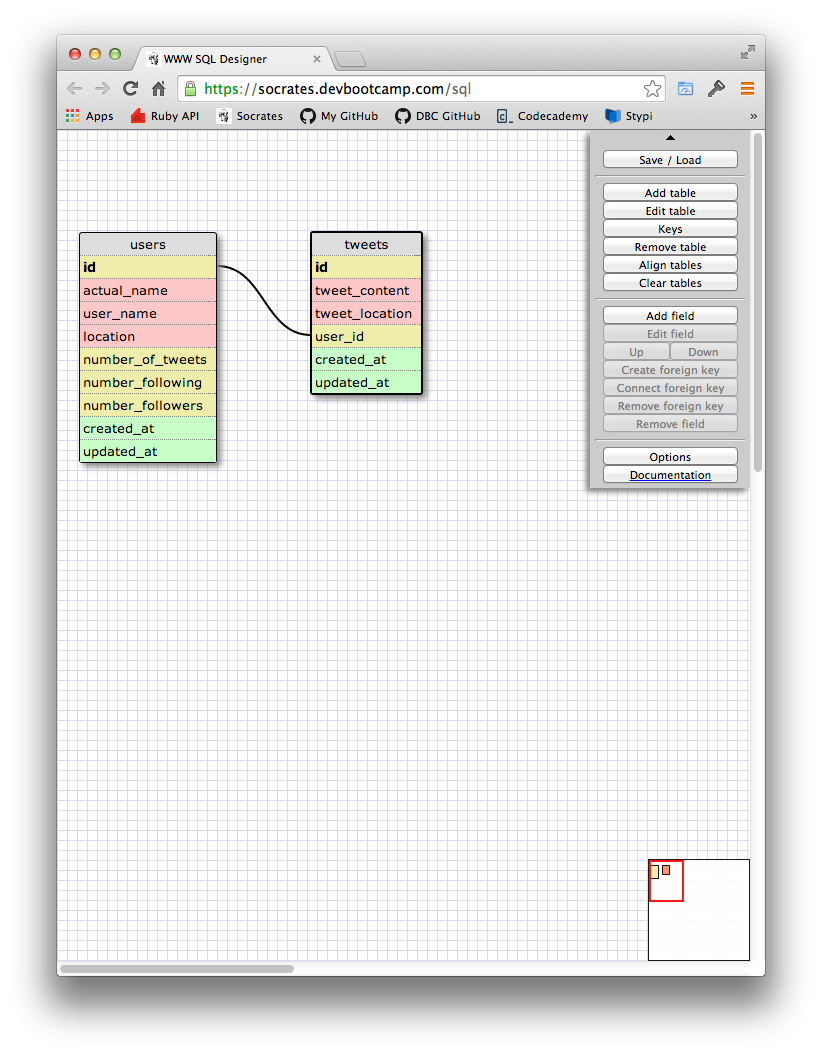 WWW SQL Designer
https://socrates.devbootcamp.com/sql
Apps Ruby API Socrates My GitHub DBC GitHub Codecademy Stypi »
users
id
actual_name
user_name
location
number_of_tweets
number_following
number_followers
created_at
updated_at
tweets
id
tweet_content
tweet_location
user_id
created_at
updated_at
Save / Load
Add table
Edit table
Keys
Remove table
Align tables
Clear tables
Add field
Edit field
Up Down
Create foreign key
Connect foreign key
Remove foreign key
Remove field
Options
Documentation